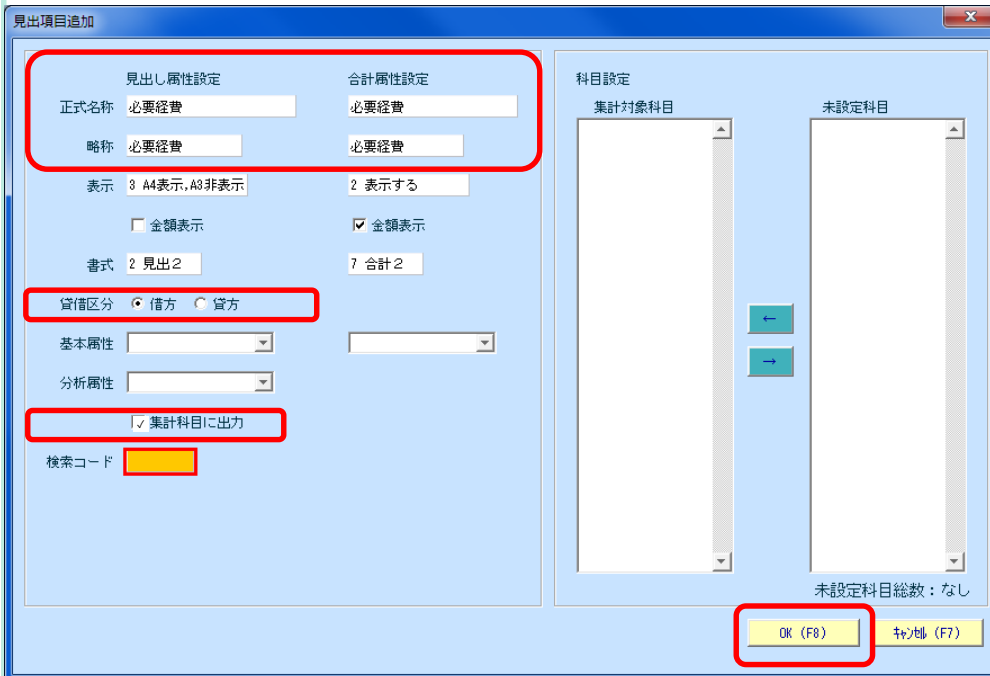 見出項目追加
見出し属性設定 合計属性設定
正式名称 必要経費 必要経費
略称 必要経費 必要経費
表示 3 A4表示,A3非表示 2 表示する
金額表示 金額表示
書式 2 見出2 7 合計2
貸借区分 借方 貸方
基本属性
分析属性
集計科目に出力
検索コード
科目設定
集計対象科目 未設定科目
←
→
未設定科目総数:なし
OK (F8) キャンセル (F7)